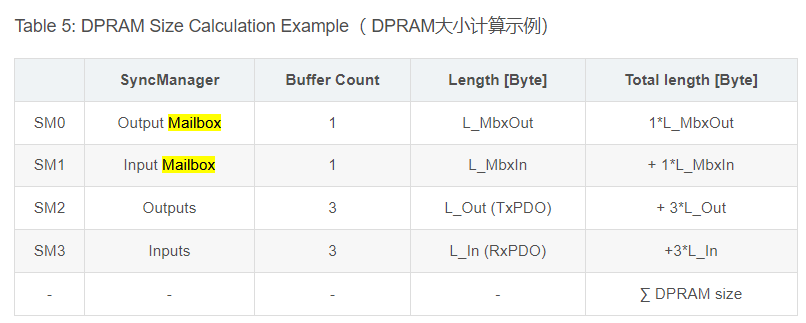 Table 5: DPRAM Size Calculation Example（ DPRAM大小计算示例）
SyncManager Buffer Count Length [Byte] Total length [Byte]
SM0 Output Mailbox 1 L_MbxOut 1*L_MbxOut
SM1 Input Mailbox 1 L_MbxIn + 1*L_MbxIn
SM2 Outputs 3 L_Out (TxPDO) + 3*L_Out
SM3 Inputs 3 L_In (RxPDO) +3*L_In
- - - - ∑ DPRAM size